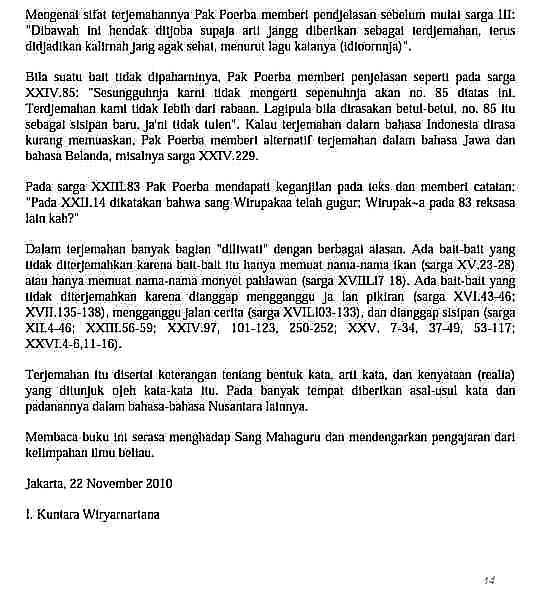 Mengenai sifat terjemahannya Pak Poerba memberi pendjelasan sebelum mulai sarga III:
"Dibawah ini hendak ditjoba supaja arti jangg diberikan sebagai terdjemahan, terus
didjadikan kalirnah jang agak sehat, menurut lagu katanya (idioornnja)".
Bila suatu bait tidak dipaharninya, Pak Poerba memberi penjelasan seperti pada sarga
XXIV.85: "Sesungguhnja karni tidak mengerti sepenuhnja akan no. 85 diatas ini.
Terdjemahan kami tidak Iebih dari rabaan. Lagipula bila dirasakan betul-betul, no. 85 itu
sebagai sisipan baru, ja'ni tidak tulen". Kalau terjemahan dalarn bahasa Indonesia dirasa
kurang memuaskan, Pak Poerba memberi alternatif terjemahan dalam bahasa Jawa dan
bahasa Belanda, misalnya sarga XXIV.229.
Pada sarga XXIII.83 Pak Poerba mendapati keganjilan pada teks dan memberi catatan:
"Pada XXII.14 dikatakan bahwa sang Wirupakaa telah gugur; Wirupak~a pada 83 reksasa
lain kah?"
Dalam terjemahan banyak bagian "diliwati" dengan berbagai alasan. Ada bait-bait yang
tidak diterjemahkan karena bait-bait itu hanya memuat nama-nama ikan (sarga XV.23-28)
atau hanya memuat nama-nama monyet pahlawan (sarga XVIII.I7 18). Ada bait-bait yang
tidak diterjemahkan karena dianggap mengganggu ja lan pikiran (sarga XVI.43-46;
XVII.135-138), mengganggu jalan cerita (sarga XVII.I03-133), dan dianggap sisipan (sarga
XII.4-46; XXIII.56-59; XXIV.97, 101-123, 250-252; XXV. 7-34, 37-49, 53-117;
XXVI.4-6,11-16).
Terjemahan itu disertai keterangan tentang bentuk kata, arti kata, dan kenyataan (realia)
yang ditunjuk ojeh kata-kata itu. Pada banyak tempat diberikan asal-usul kata dan
padanannya dalam bahasa-bahasa Nusantara lainnya.
Membaca buku ini serasa menghadap Sang Mahaguru dan mendengarkan pengajaran dari
kelimpahan ilmu beliau.
Jakarta, 22 November 2010
I. Kuntara Wiryarnartana
14